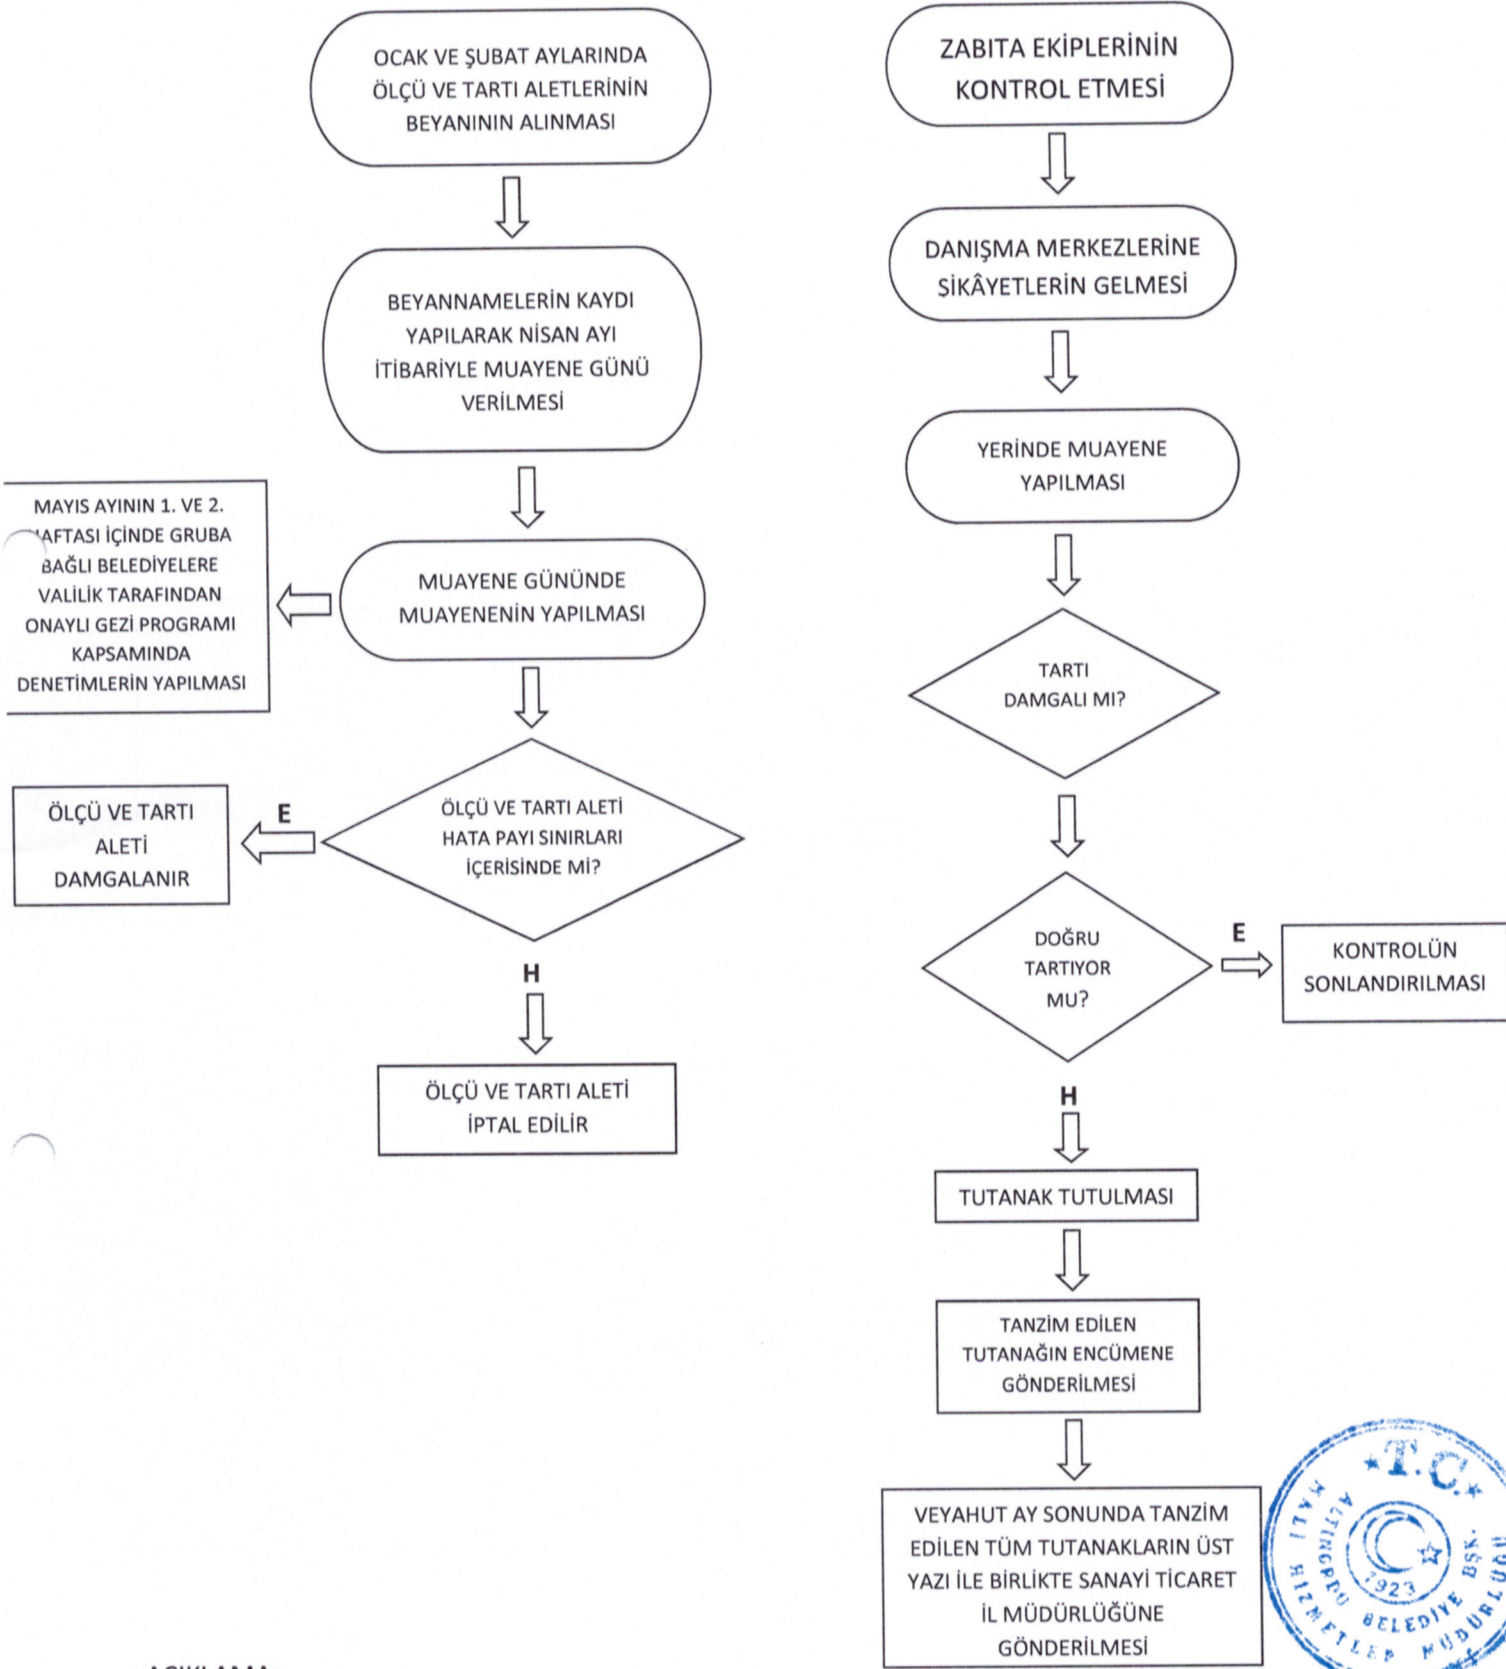 OCAK VE ŞUBAT AYLARINDA
ÖLÇÜ VE TARTI ALETLERİNİN
BEYANININ ALINMASI
BEYANNAMELERİN KAYDI
YAPILARAK NİSAN AYI
İTİBARİYLE MUAYENE GÜNÜ
VERİLMESİ
MAYIS AYININ 1. VE 2.
HAFTASI İÇİNDE GRUBA
BAĞLI BELEDİYELERE
VALİLİK TARAFINDAN
ONAYLI GEZİ PROGRAMI
KAPSAMINDA
DENETİMLERİN YAPILMASI
MUAYENE GÜNÜNDE
MUAYENENİN YAPILMASI
ÖLÇÜ VE TARTI
ALETİ
DAMGALANIR
E
ÖLÇÜ VE TARTI ALETİ
HATA PAYI SINIRLARI
İÇERİSİNDE Mİ?
H
ÖLÇÜ VE TARTI ALETİ
İPTAL EDİLİR
ZABITA EKİPLERİNİN
KONTROL ETMESİ
DANIŞMA MERKEZLERİNE
ŞİKÂYETLERİN GELMESİ
YERİNDE MUAYENE
YAPILMASI
TARTI
DAMGALI MI?
DOĞRU
TARTIYOR
MU?
E
KONTROLÜN
SONLANDIRILMASI
H
TUTANAK TUTULMASI
TANZİM EDİLEN
TUTANAĞIN ENCÜMENE
GÖNDERİLMESİ
VEYAHUT AY SONUNDA TANZİM
EDİLEN TÜM TUTANAKLARIN ÜST
YAZI İLE BİRLİKTE SANAYİ TİCARET
İL MÜDÜRLÜĞÜNE
GÖNDERİLMESİ
T.C.
ALTINORDU BELEDİYE BŞK.
MALİ HİZMETLER MÜDÜRLÜĞÜ
1923
AÇIKLAMA